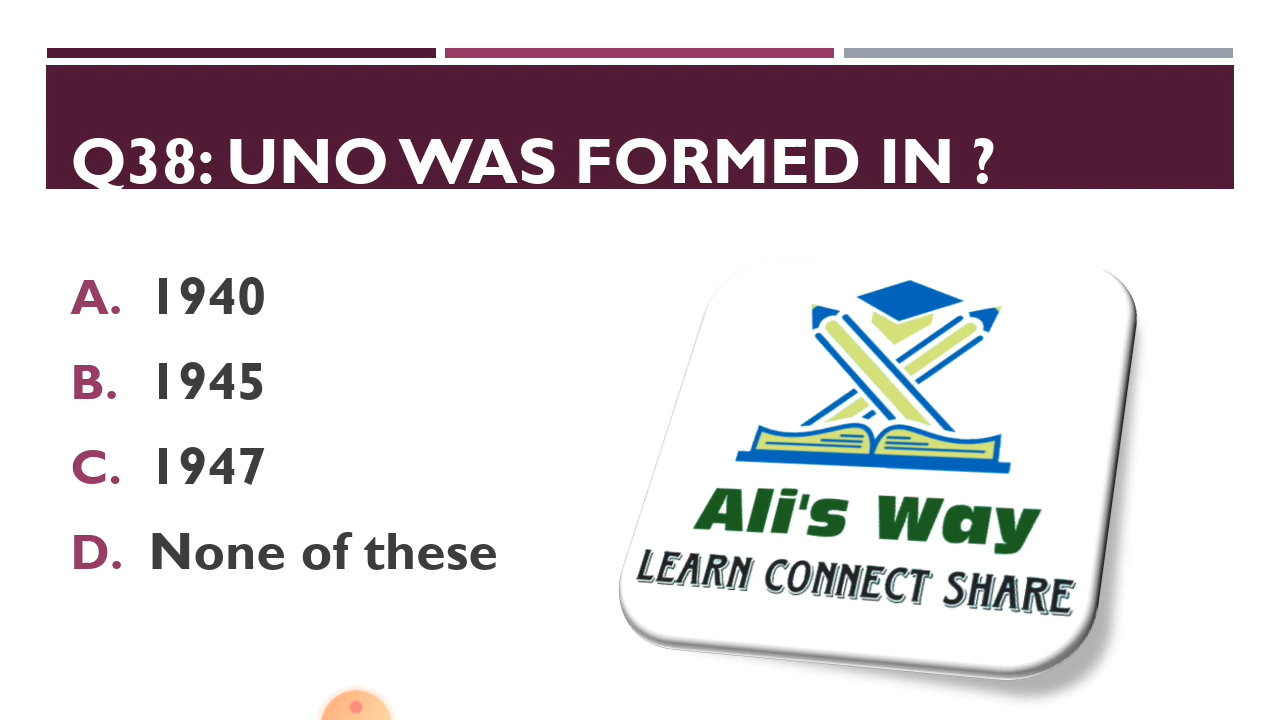 Q38: UNO WAS FORMED IN ?
A. 1940
B. 1945
C. 1947
D. None of these
Ali's Way
LEARN CONNECT SHARE